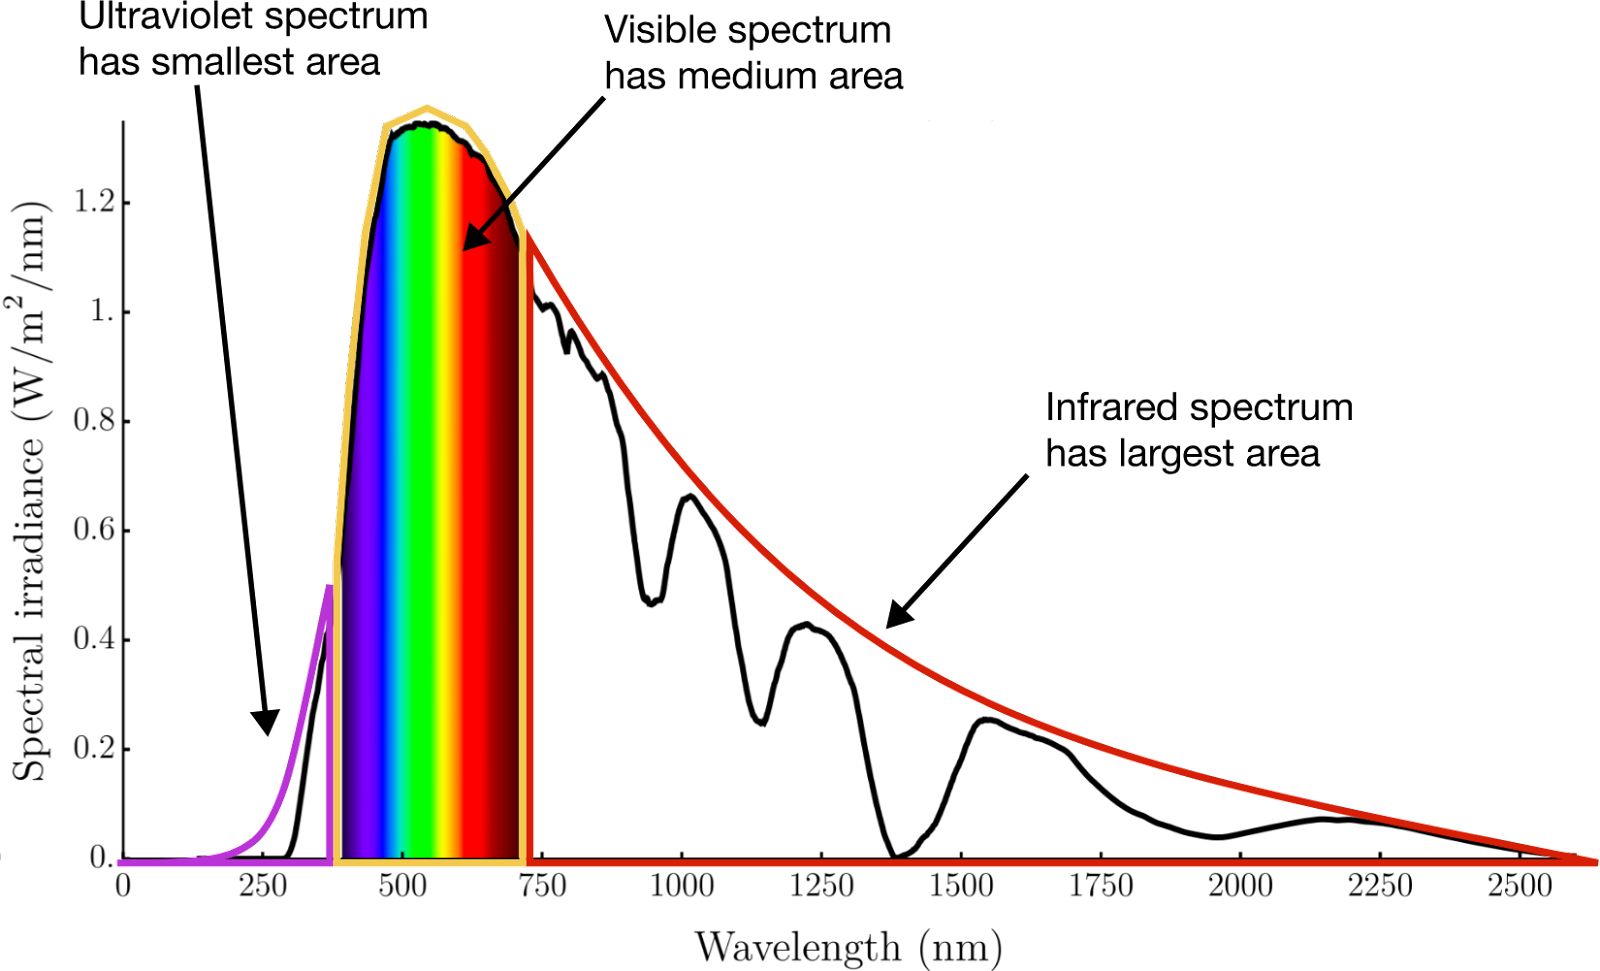 Ultraviolet spectrum
has smallest area
Visible spectrum
has medium area
Infrared spectrum
has largest area
Spectral irradiance (W/m²/nm)
1.2
1.
0.8
0.6
0.4
0.2
0.
0 250 500 750 1000 1250 1500 1750 2000 2250 2500
Wavelength (nm)